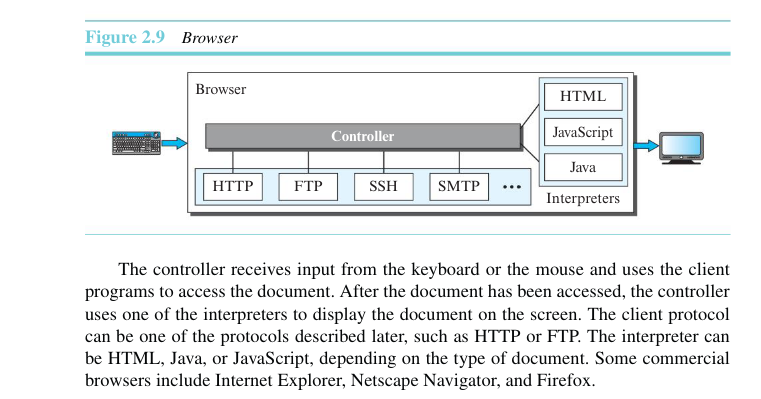 Figure 2.9 Browser
Browser
Controller
HTTP FTP SSH SMTP •••
HTML
JavaScript
Java
Interpreters
The controller receives input from the keyboard or the mouse and uses the client
programs to access the document. After the document has been accessed, the controller
uses one of the interpreters to display the document on the screen. The client protocol
can be one of the protocols described later, such as HTTP or FTP. The interpreter can
be HTML, Java, or JavaScript, depending on the type of document. Some commercial
browsers include Internet Explorer, Netscape Navigator, and Firefox.